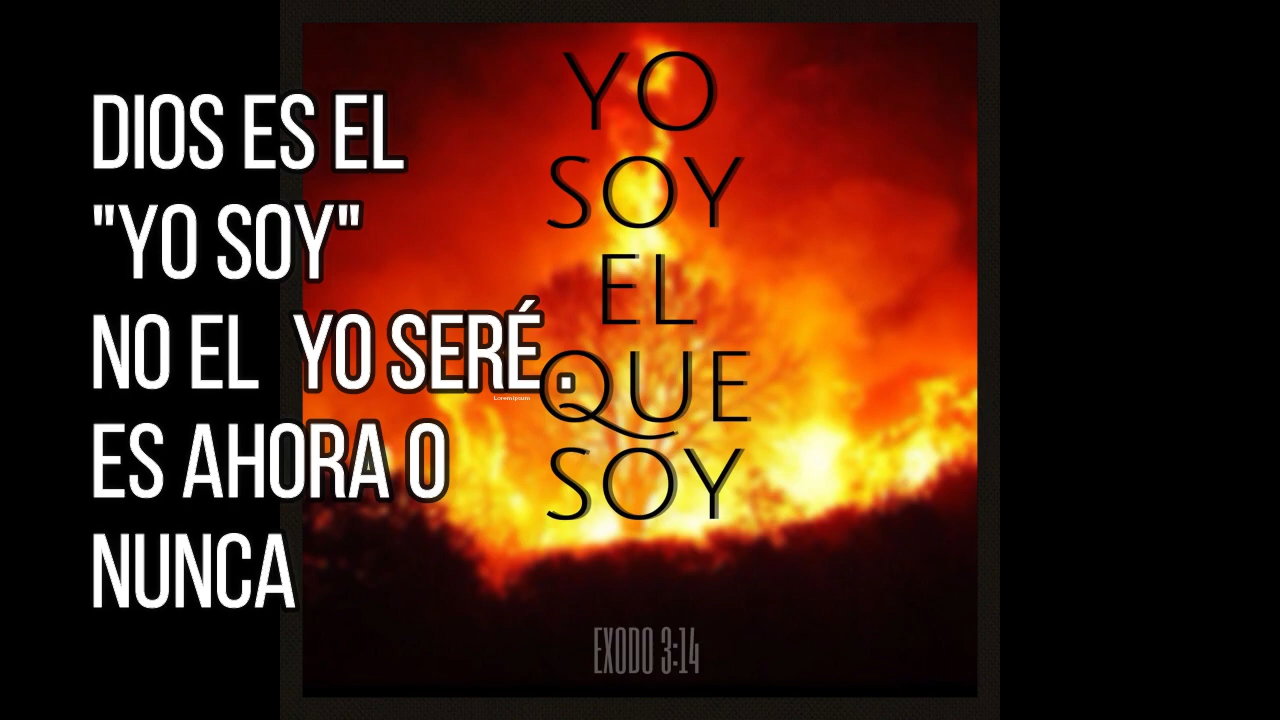 DIOS ES EL
"YO SOY"
NO EL YO SERÉ.
ES AHORA O
NUNCA
Loremipsum
YO
SOY
EL
QUE
SOY
EXODO 3:14